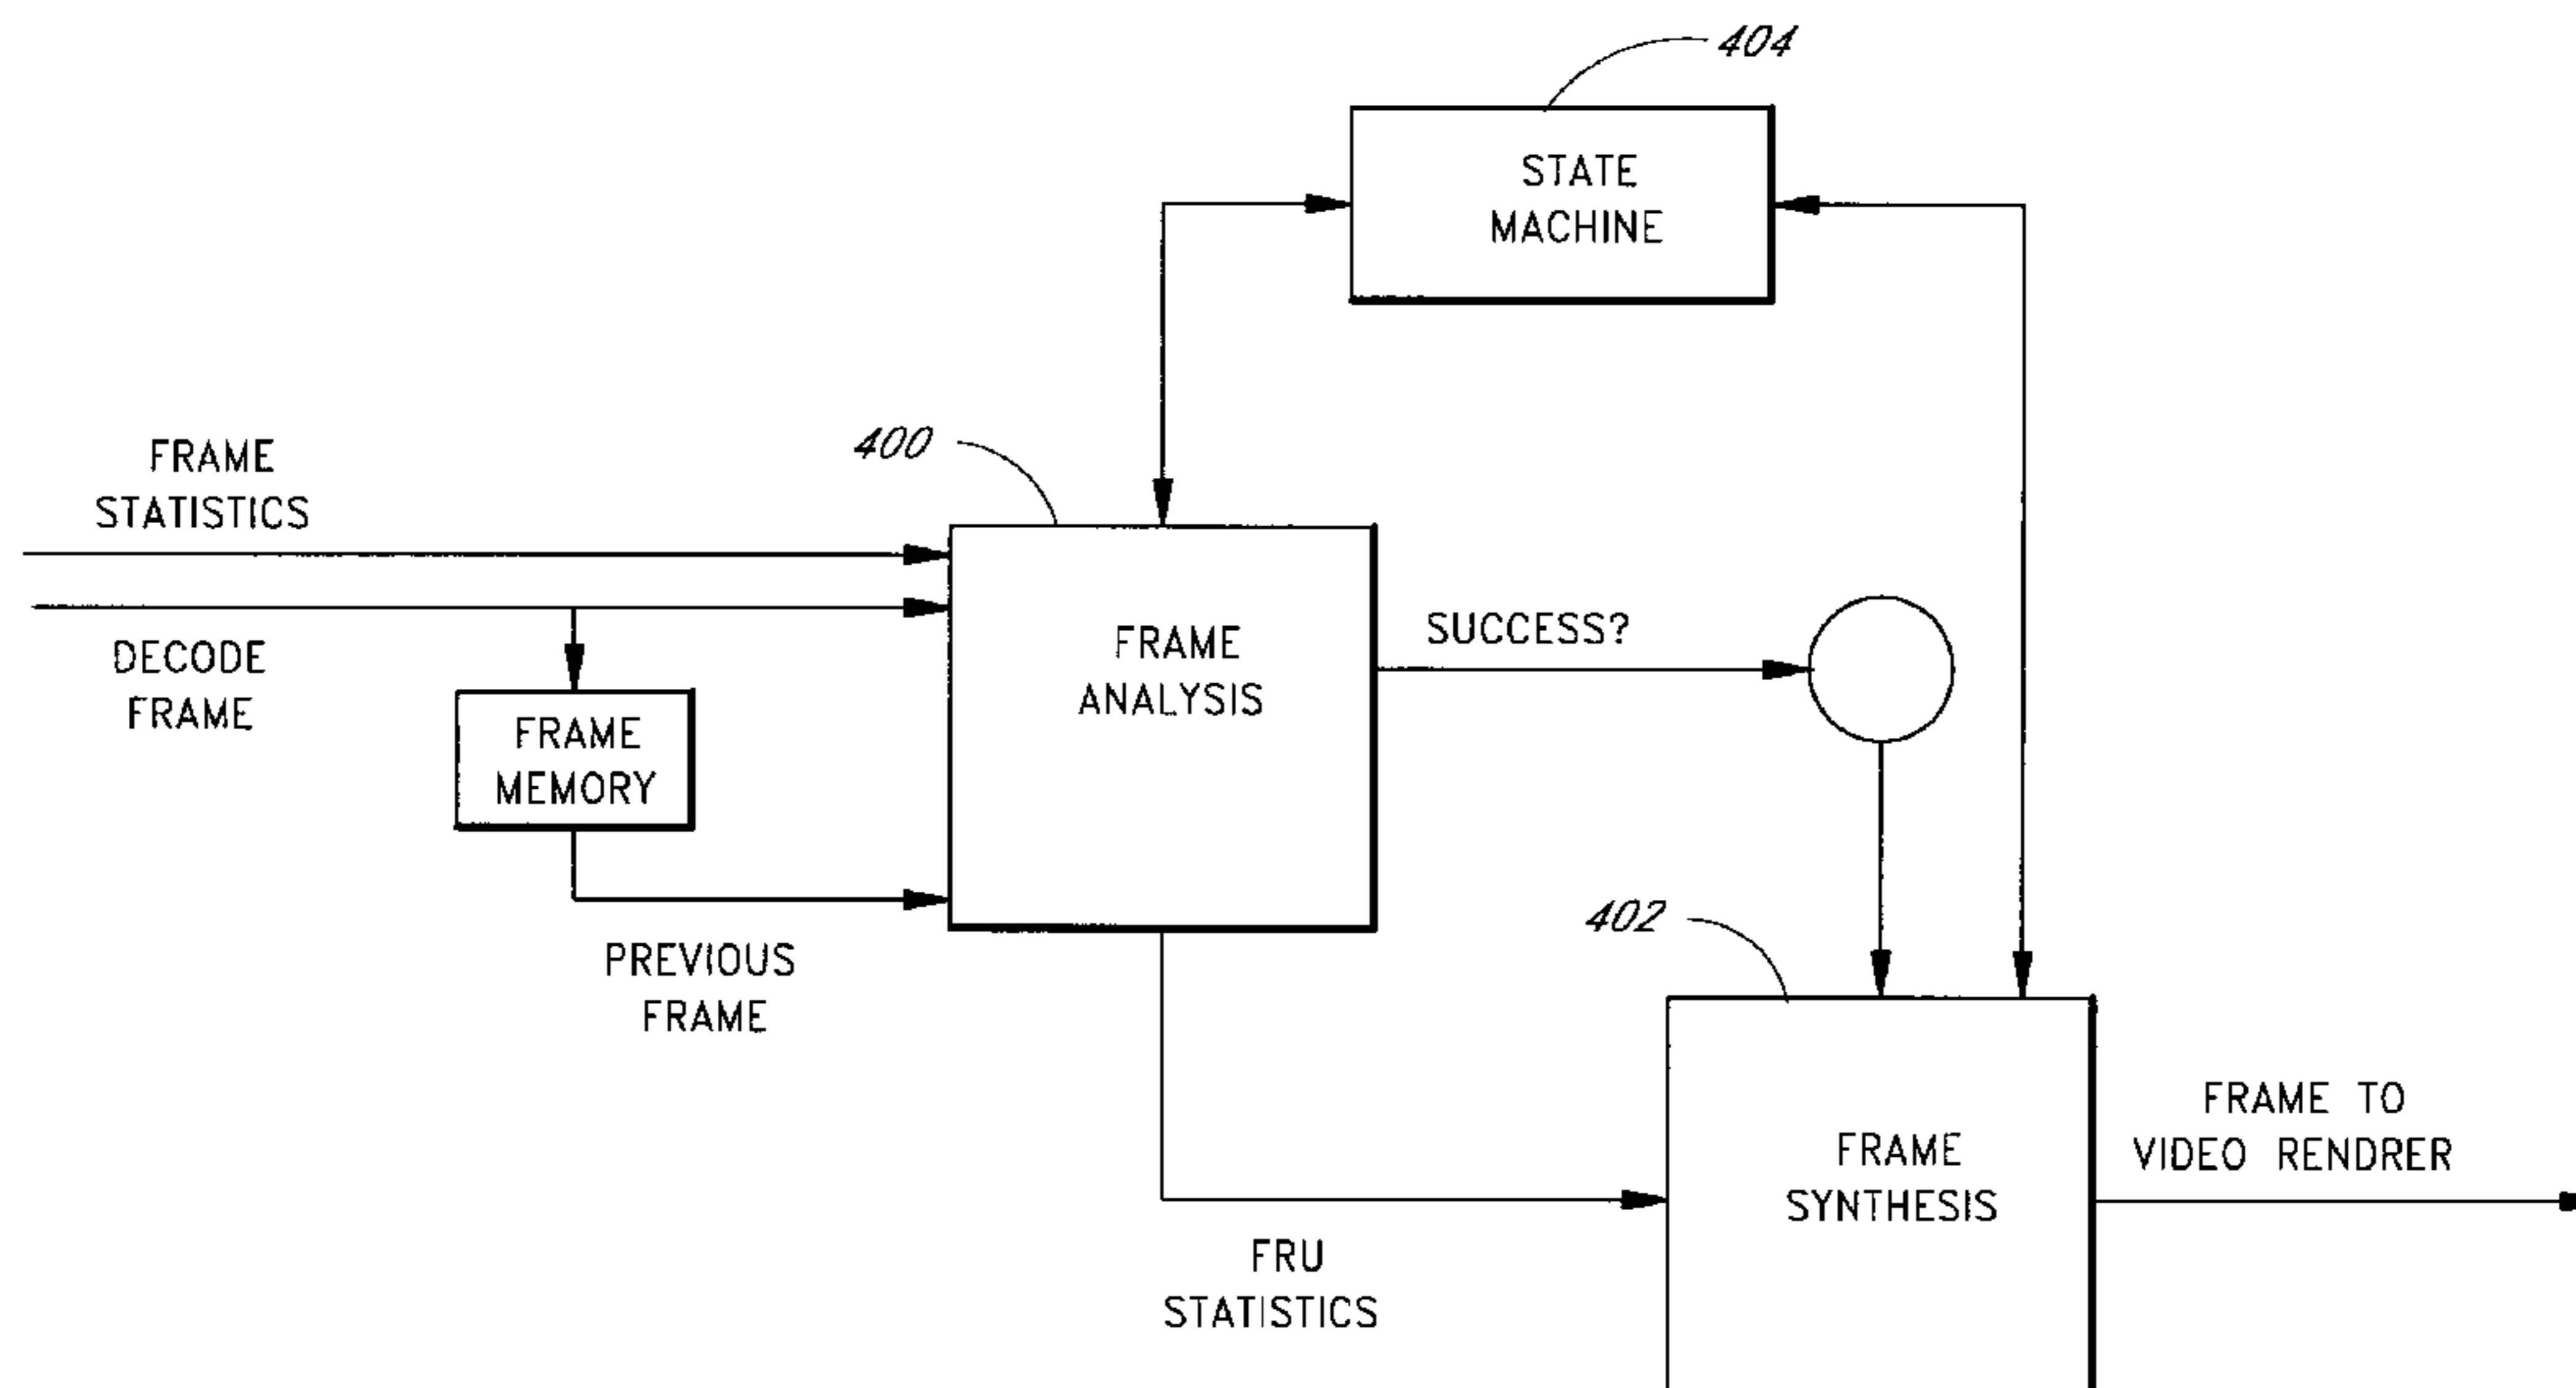 404
STATE
MACHINE
400
FRAME
STATISTICS
DECODE
FRAME
FRAME
MEMORY
PREVIOUS
FRAME
FRAME
ANALYSIS
SUCCESS?
402
FRAME
SYNTHESIS
FRU
STATISTICS
FRAME TO
VIDEO RENDRER